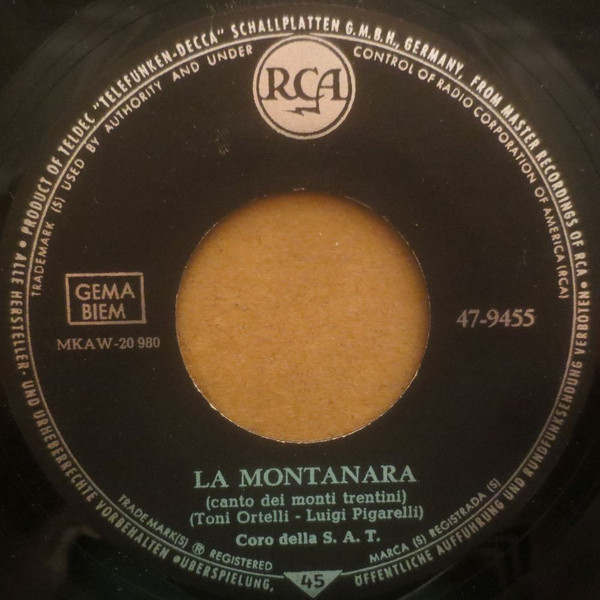 • PRODUCT OF TELDEC "TELEFUNKEN-DECCA" SCHALLPLATTEN G.M.B.H., GERMANY, FROM MASTER RECORDINGS OF RCA •
TRADEMARK (S) USED BY AUTHORITY AND UNDER CONTROL OF RADIO CORPORATION OF AMERICA (RCA)
RCA
GEMA
BIEM
MKAW-20 980
47-9455
LA MONTANARA
(canto dei monti trentini)
(Toni Ortelli - Luigi Pigarelli)
Coro della S. A. T.
TRADEMARK(S) ® REGISTERED
MARCA (S) REGISTRADA (S)
45
ALLE HERSTELLER- UND URHEBERRECHTE VORBEHALTEN • ÜBERSPIELUNG, ÖFFENTLICHE AUFFÜHRUNG UND RUNDFUNKSENDUNG VERBOTEN •